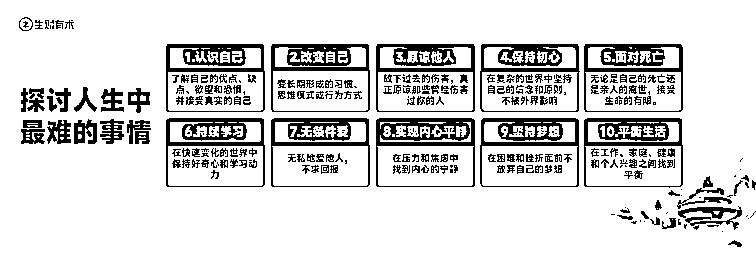 生财有术
探讨人生中
最难的事情
1.认识自己
了解自己的优点、缺
点、欲望和恐惧，
并接受真实的自己
2.改变自己
变长期形成的习惯、
思维模式或行为方式
3.原谅他人
放下过去的伤害，真
正原谅那些曾经伤害
过你的人
4.保持初心
在复杂的世界中坚持
自己的信念和原则，
不被外界影响
5.面对死亡
无论是自己的死亡还
是亲人的离世，接受
生命的有限。
6.持续学习
在快速变化的世界中
保持好奇心和学习动
力
7.无条件爱
无私地爱他人，
不求回报
8.实现内心平静
在压力和焦虑中
找到内心的宁静
9.坚持梦想
在困难和挫折面前不
放弃自己的梦想
10.平衡生活
在工作、家庭、健康
和个人兴趣之间找到
平衡